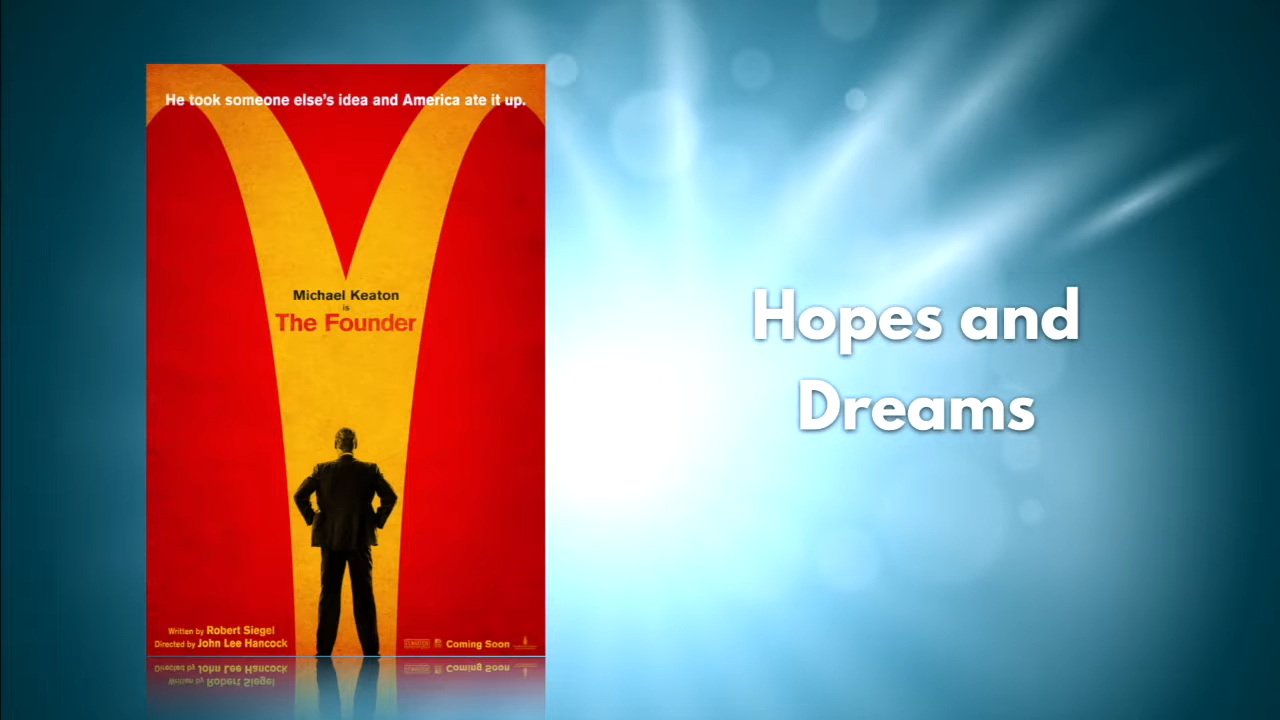 He took someone else's idea and America ate it up.
Michael Keaton
is
The Founder
Written by Robert Siegel
Directed by John Lee Hancock
Coming Soon
Hopes and
Dreams